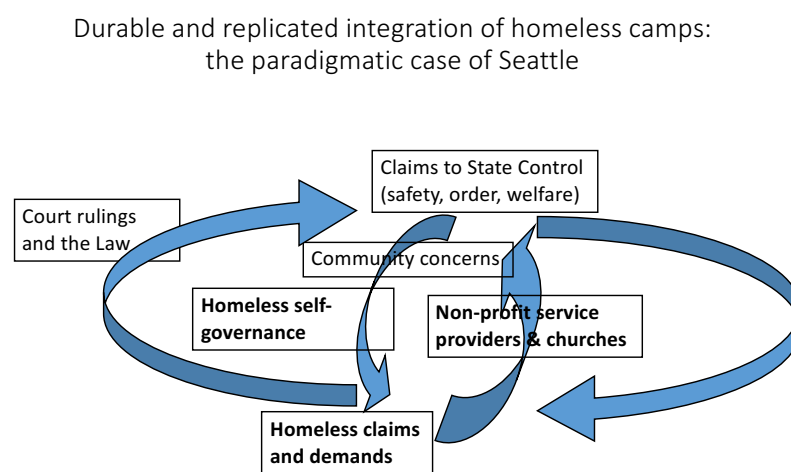 Durable and replicated integration of homeless camps:
the paradigmatic case of Seattle
Claims to State Control
(safety, order, welfare)
Court rulings
and the Law
Community concerns
Homeless self-
governance
Non-profit service
providers & churches
Homeless claims
and demands